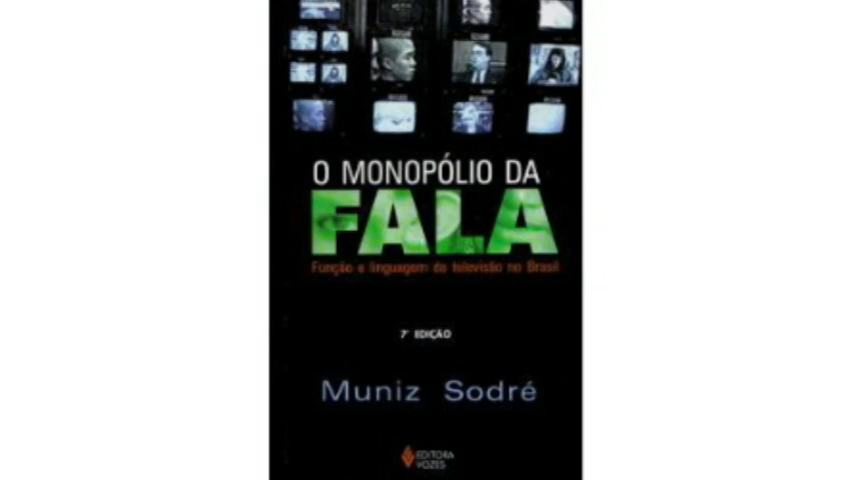 O MONOPÓLIO DA
FALA
Função e linguagem da televisão no Brasil
7ª EDIÇÃO
Muniz Sodré
EDITORA
VOZES